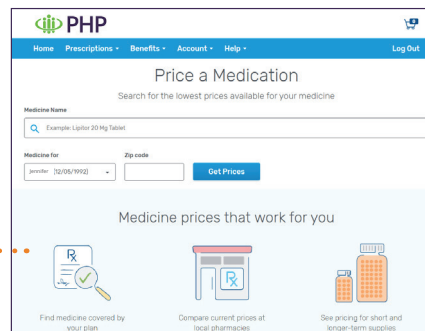 PHP
0
Home Prescriptions Benefits Account Help Log Out
Price a Medication
Search for the lowest prices available for your medicine
Medicine Name
Example: Lipitor 20 Mg Tablet
Medicine for Zip code
jennifer (12/05/1992) Get Prices
Medicine prices that work for you
Rx Rx
Find medicine covered by your plan
Compare current prices at local pharmacies
See pricing for short and longer-term supplies